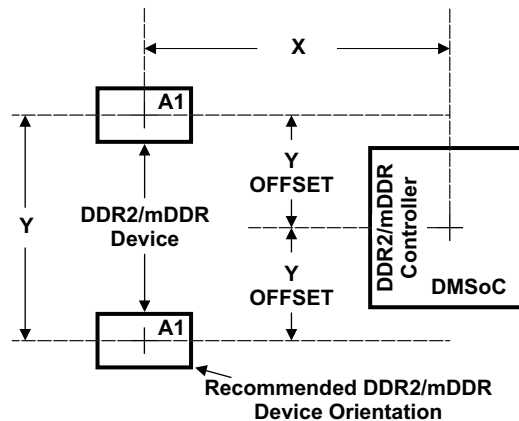 X
A1
Y
OFFSET
Y
DDR2/mDDR
Device
DDR2/mDDR
Controller
DMSoC
Y
OFFSET
A1
Recommended DDR2/mDDR
Device Orientation